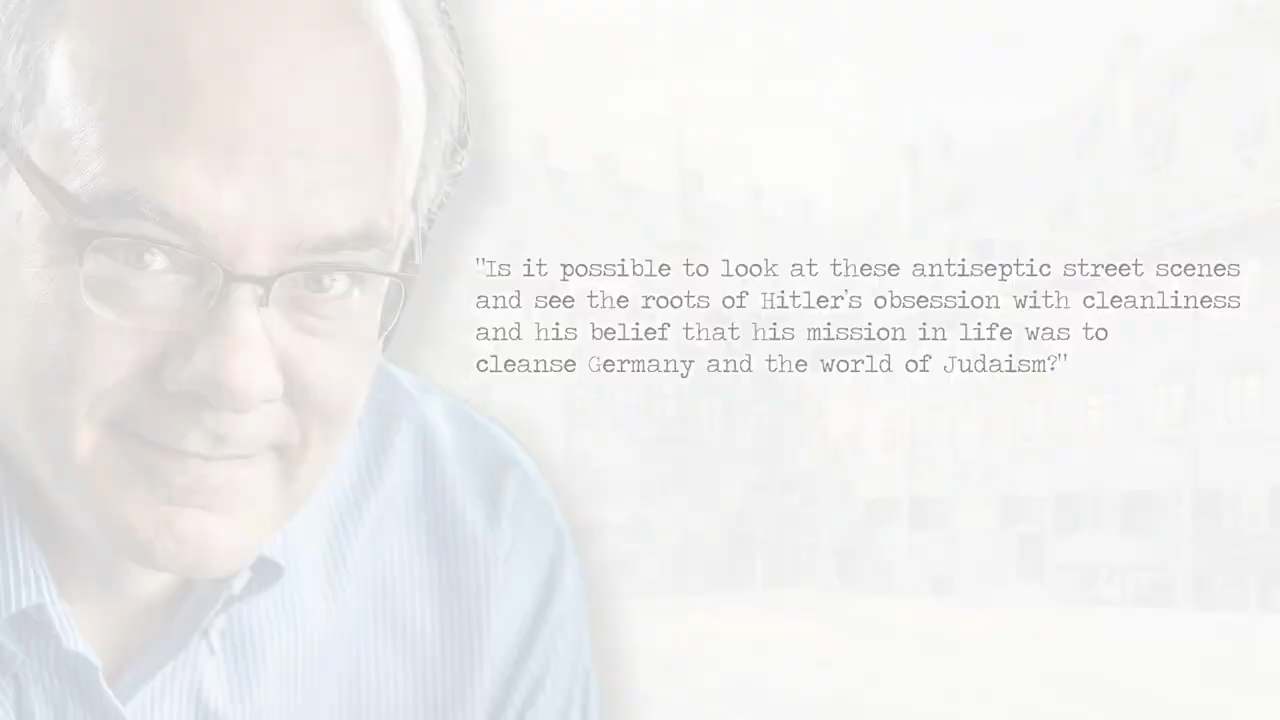 "Is it possible to look at these antiseptic street scenes
and see the roots of Hitler's obsession with cleanliness
and his belief that his mission in life was to
cleanse Germany and the world of Judaism?"